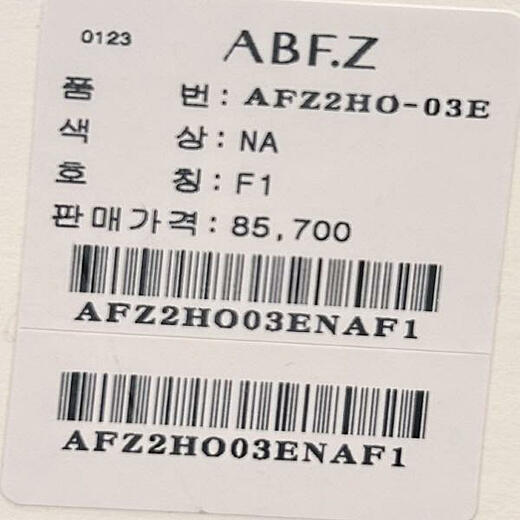 0123 ABF.Z
품 번 : AFZ2HO-03E
색 상 : NA
호 칭 : F1
판매가격 : 85,700
AFZ2HO03ENAF1
AFZ2HO03ENAF1